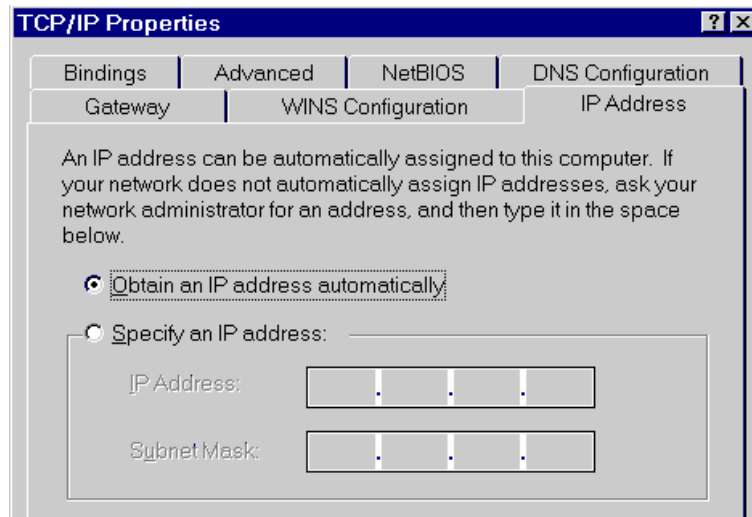 TCP/IP Properties
? X
Bindings Advanced NetBIOS DNS Configuration
Gateway WINS Configuration IP Address
An IP address can be automatically assigned to this computer. If
your network does not automatically assign IP addresses, ask your
network administrator for an address, and then type it in the space
below.
Obtain an IP address automatically
Specify an IP address:
IP Address:
. . .
Subnet Mask:
. . .